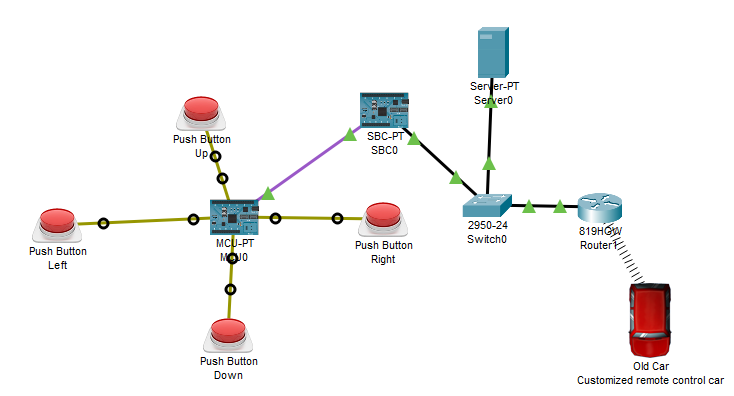 Server-PT
Server0
SBC-PT
SBC0
Push Button
Up
2950-24
Switch0
819HGW
Router1
MCU-PT
MCU0
Push Button
Right
Push Button
Left
Push Button
Down
Old Car
Customized remote control car